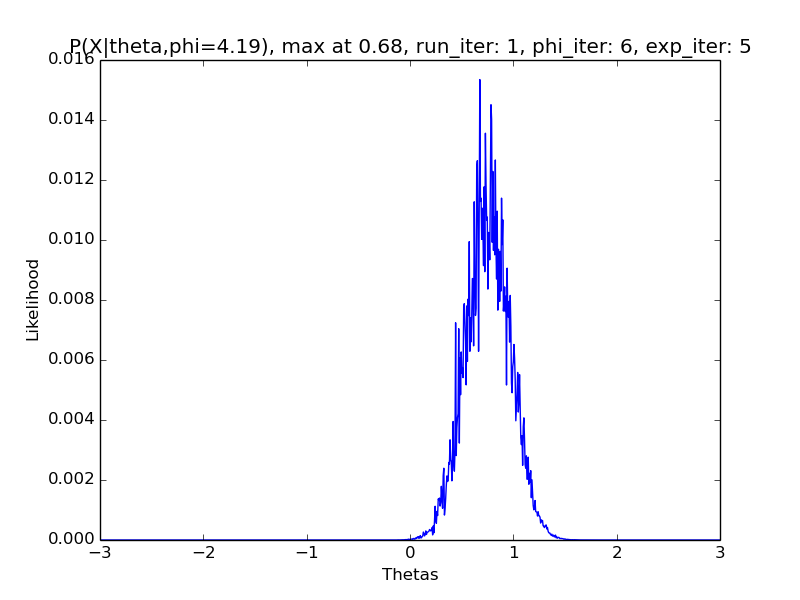 P(X|theta,phi=4.19), max at 0.68, run_iter: 1, phi_iter: 6, exp_iter: 5
0.016
0.014
0.012
0.010
0.008
0.006
0.004
0.002
0.000
Likelihood
−3 −2 −1 0 1 2 3
Thetas